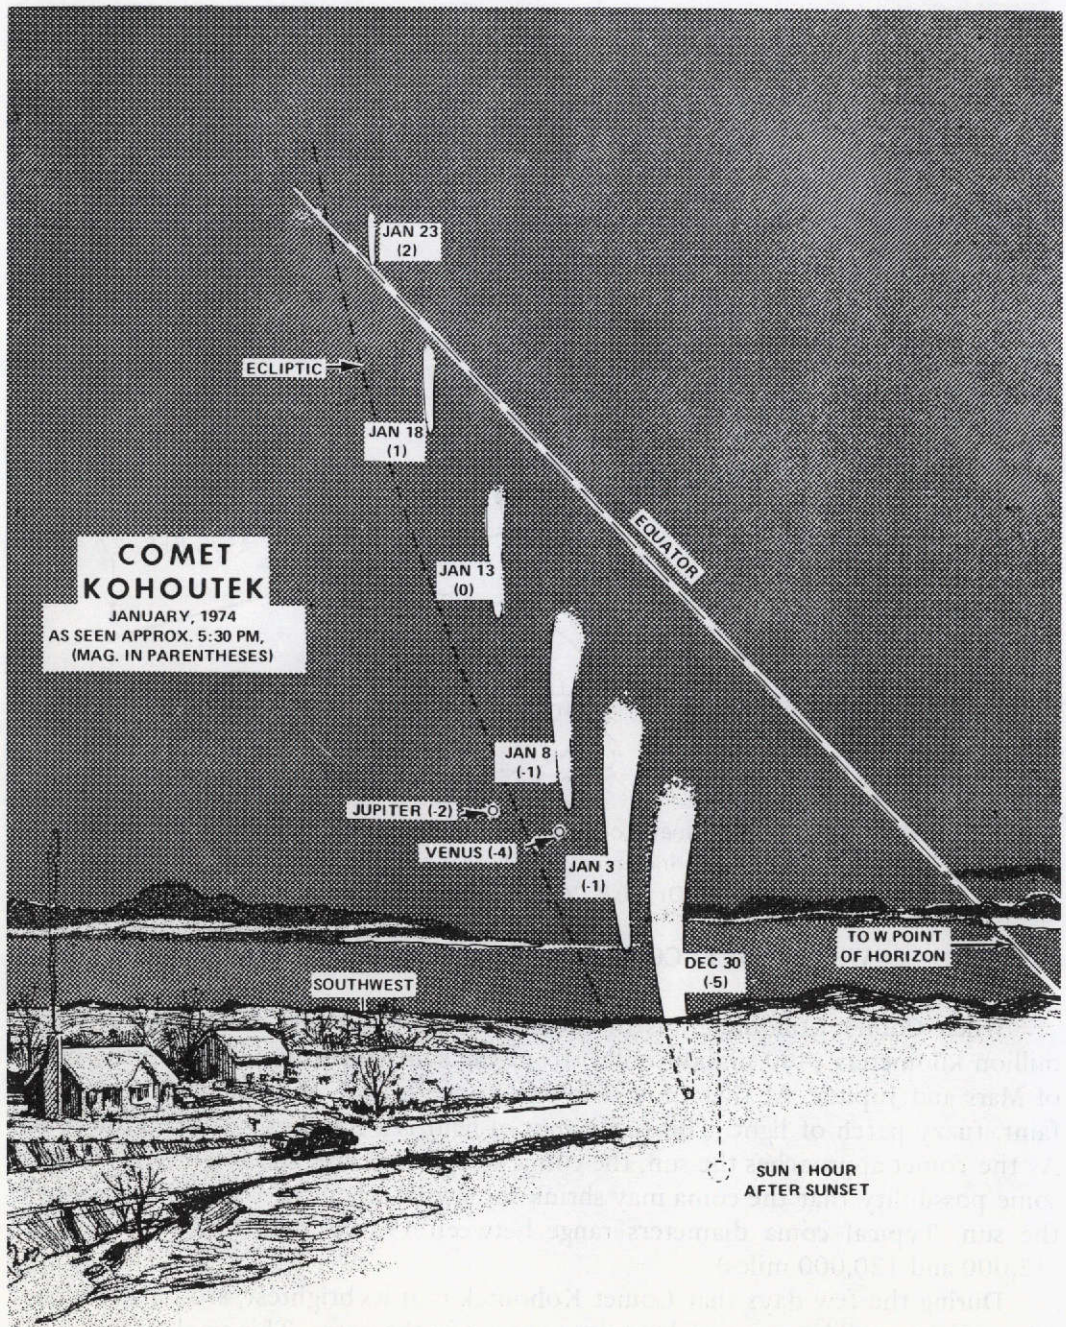 JAN 23
(2)
ECLIPTIC
JAN 18
(1)
EQUATOR
COMET
KOHOUTEK
JANUARY, 1974
AS SEEN APPROX. 5:30 PM,
(MAG. IN PARENTHESES)
JAN 13
(0)
JAN 8
(-1)
JUPITER (-2)
VENUS (-4)
JAN 3
(-1)
TO W POINT
OF HORIZON
DEC 30
(-5)
SOUTHWEST
SUN 1 HOUR
AFTER SUNSET